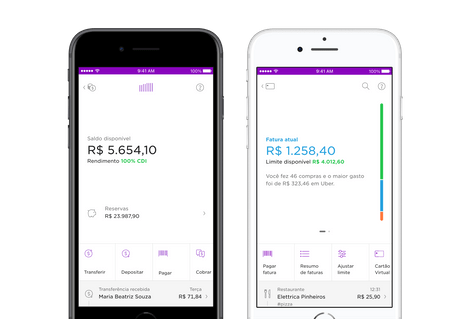 9:41 AM
100%
Saldo disponível
R$ 5.654,10
Rendimento 100% CDI
Reservas
R$ 23.987,90
Transferir
Depositar
Pagar
Cobrar
Transferência recebida
Terça
Maria Beatriz Souza
R$ 71,84
9:41 AM
100%
Fatura atual
R$ 1.258,40
Limite disponível R$ 4.012,60
Você fez 46 compras e o maior gasto
foi de R$ 323,46 em Uber.
Pagar
fatura
Resumo
de faturas
Ajustar
limite
Cartão
Virtual
Restaurante
12:31
Elettrica Pinheiros
R$ 25,90
#pizza